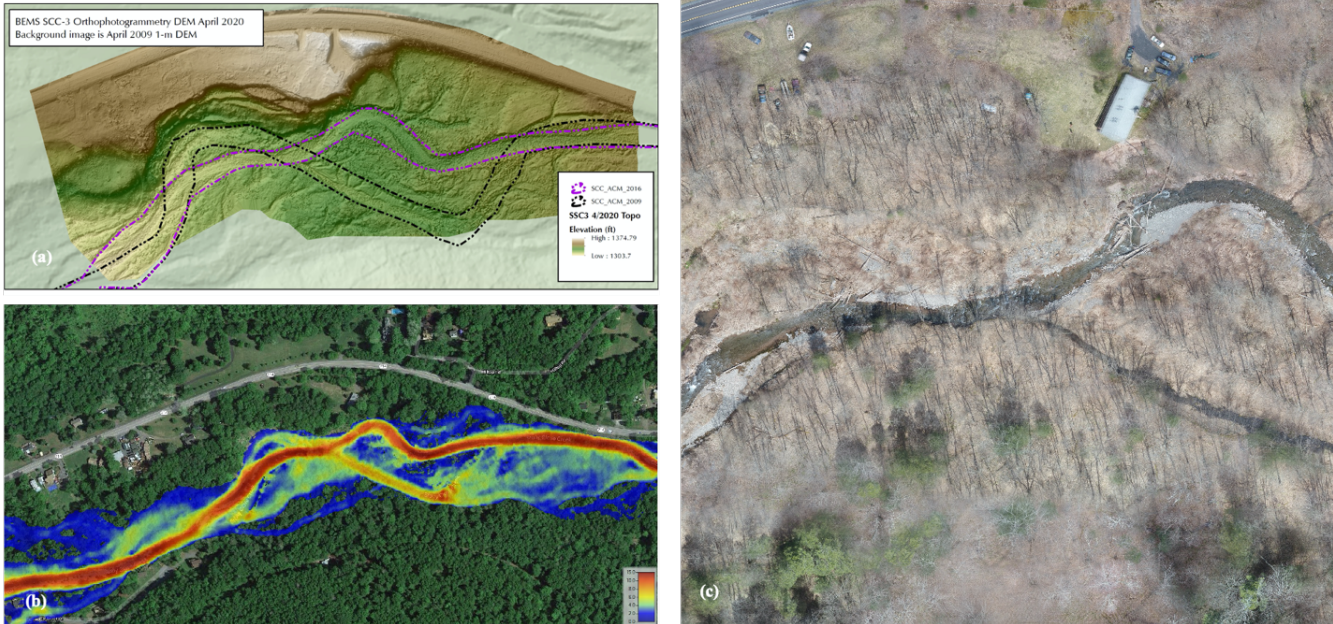 BEMS SCC-3 Orthophotogrammetry DEM April 2020
Background image is April 2009 1-m DEM
SCC_ACM_2016
SCC_ACM_2009
SSC3 4/2020 Topo
Elevation (ft)
High : 1374.79
Low : 1303.7
(a)
(b)
(c)